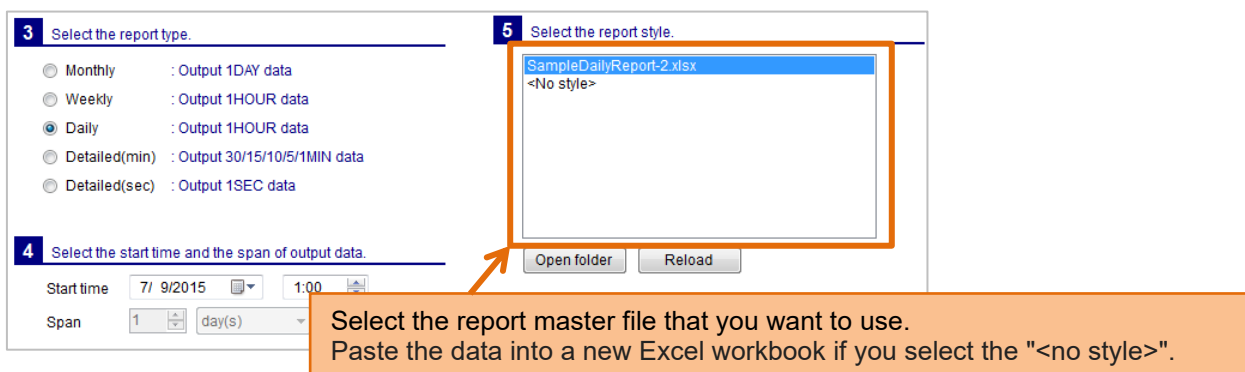 3 Select the report type.
Monthly : Output 1DAY data
Weekly : Output 1HOUR data
Daily : Output 1HOUR data
Detailed(min) : Output 30/15/10/5/1MIN data
Detailed(sec) : Output 1SEC data
4 Select the start time and the span of output data.
Start time 7/ 9/2015 1:00
Span 1 day(s)
5 Select the report style.
SampleDailyReport-2.xlsx
<No style>
Open folder Reload
Select the report master file that you want to use.
Paste the data into a new Excel workbook if you select the "<no style>".